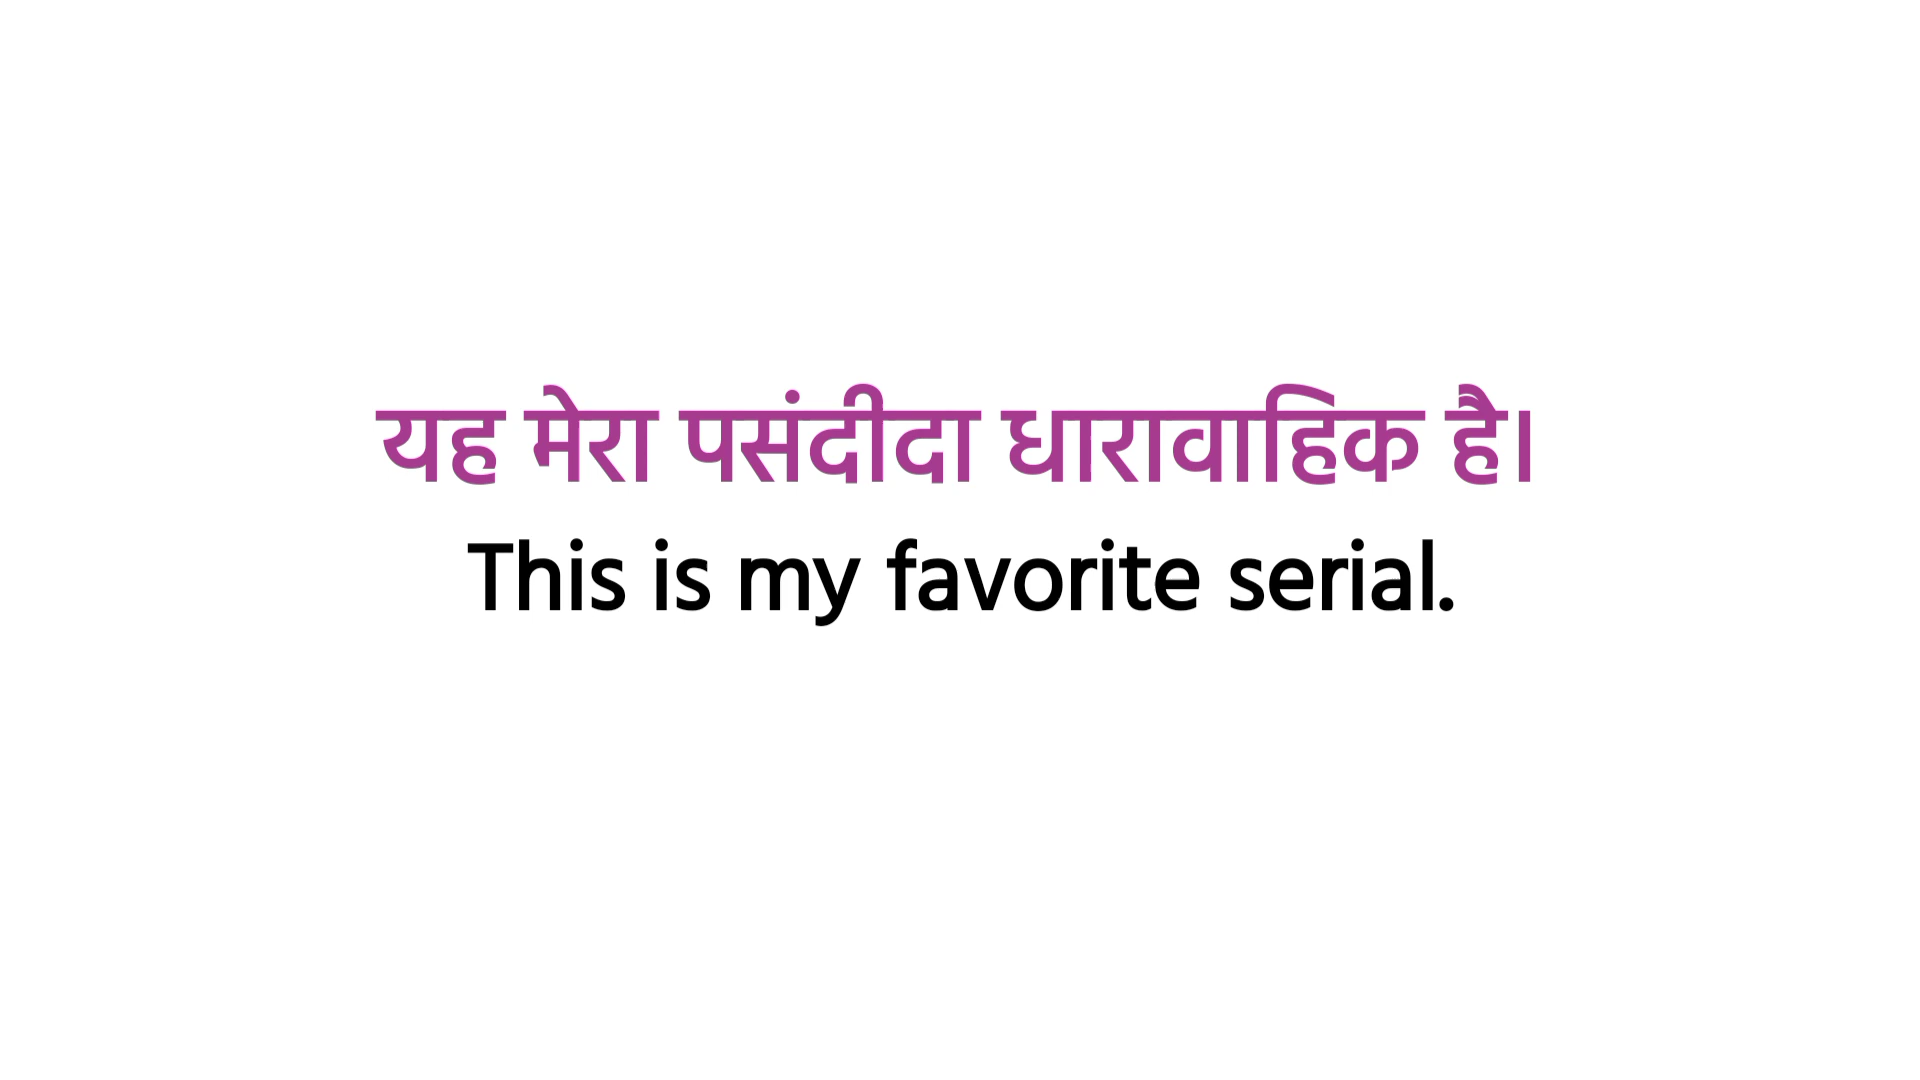 यह मेरा पसंदीदा धारावाहिक है।
This is my favorite serial.